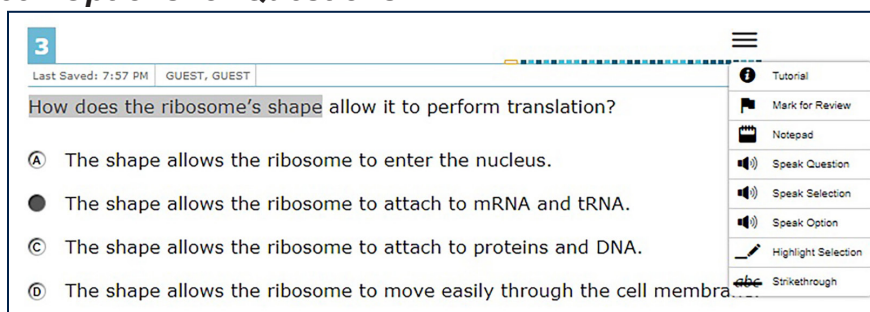 3
Last Saved: 7:57 PM GUEST, GUEST
How does the ribosome's shape allow it to perform translation?
A The shape allows the ribosome to enter the nucleus.
The shape allows the ribosome to attach to mRNA and tRNA.
C The shape allows the ribosome to attach to proteins and DNA.
D The shape allows the ribosome to move easily through the cell
Tutorial
Mark for Review
Notepad
Speak Question
Speak Selection
Speak Option
Highlight Selection
abc Strikethrough